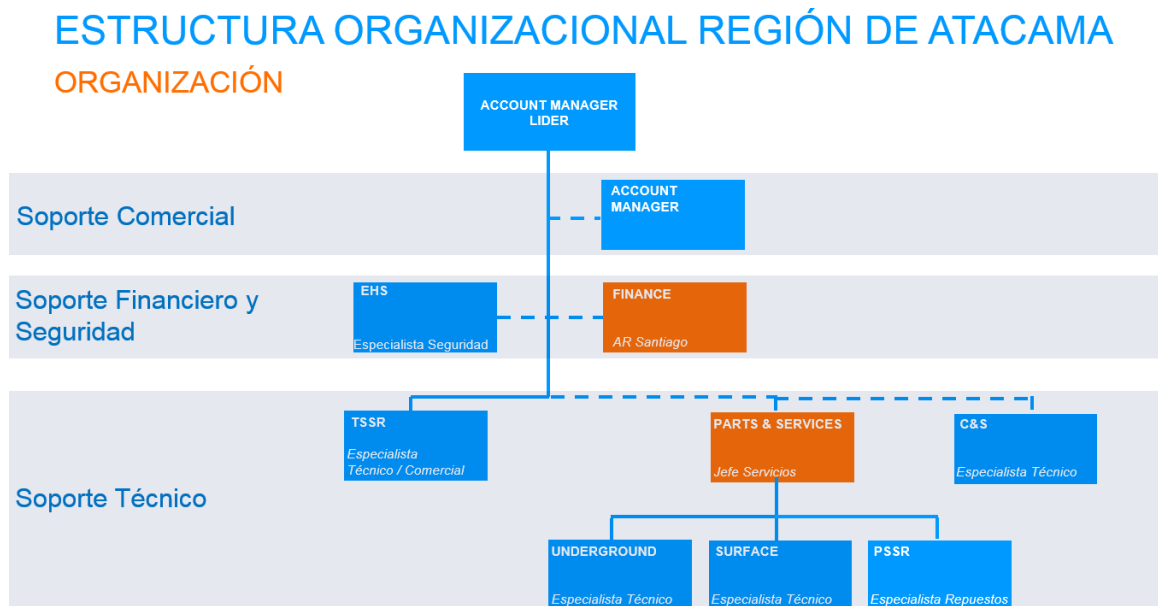 ESTRUCTURA ORGANIZACIONAL REGIÓN DE ATACAMA
ORGANIZACIÓN
ACCOUNT MANAGER
LIDER
Soporte Comercial
ACCOUNT
MANAGER
Soporte Financiero y
Seguridad
EHS
Especialista Seguridad
FINANCE
AR Santiago
Soporte Técnico
TSSR
Especialista
Técnico / Comercial
PARTS & SERVICES
Jefe Servicios
C&S
Especialista Técnico
UNDERGROUND
Especialista Técnico
SURFACE
Especialista Técnico
PSSR
Especialista Repuestos